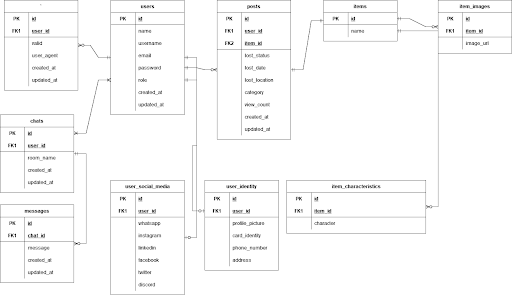 PK id
FK1 user_id
ratid
user_agent
created_at
updated_at
users
PK id
name
username
email
password
role
created_at
updated_at
posts
PK id
FK1 user_id
FK2 item_id
lost_status
lost_date
lost_location
category
view_count
created_at
updated_at
items
PK id
name
item_images
PK id
FK1 item_id
image_url
chats
PK id
FK1 user_id
room_name
created_at
updated_at
messages
PK id
FK1 chat_id
message
created_at
updated_at
user_social_media
PK id
FK1 user_id
whatsapp
instagram
linkedin
facebook
twitter
discord
user_identity
PK id
FK1 user_id
profile_picture
card_identity
phone_number
address
item_characteristics
PK id
FK1 item_id
character